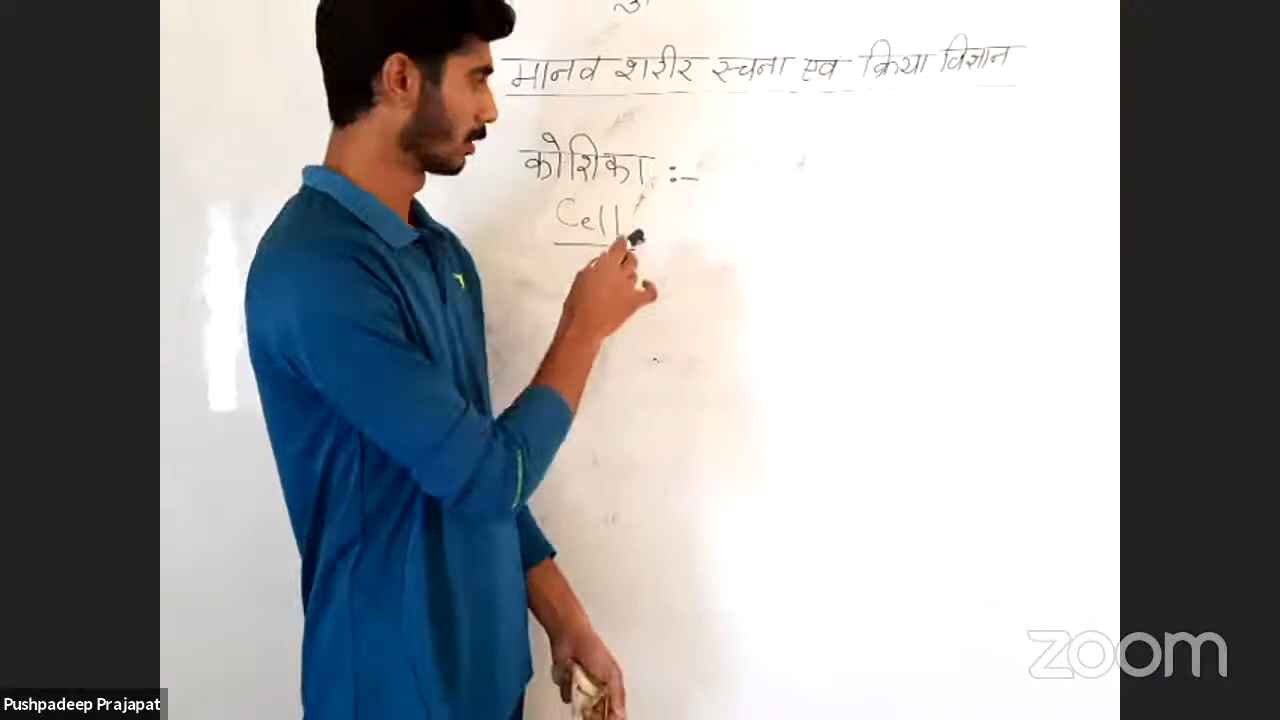 मानव शरीर रचना एव क्रिया विज्ञान
कोशिका :-
Cell
zoom
Pushpadeep Prajapat